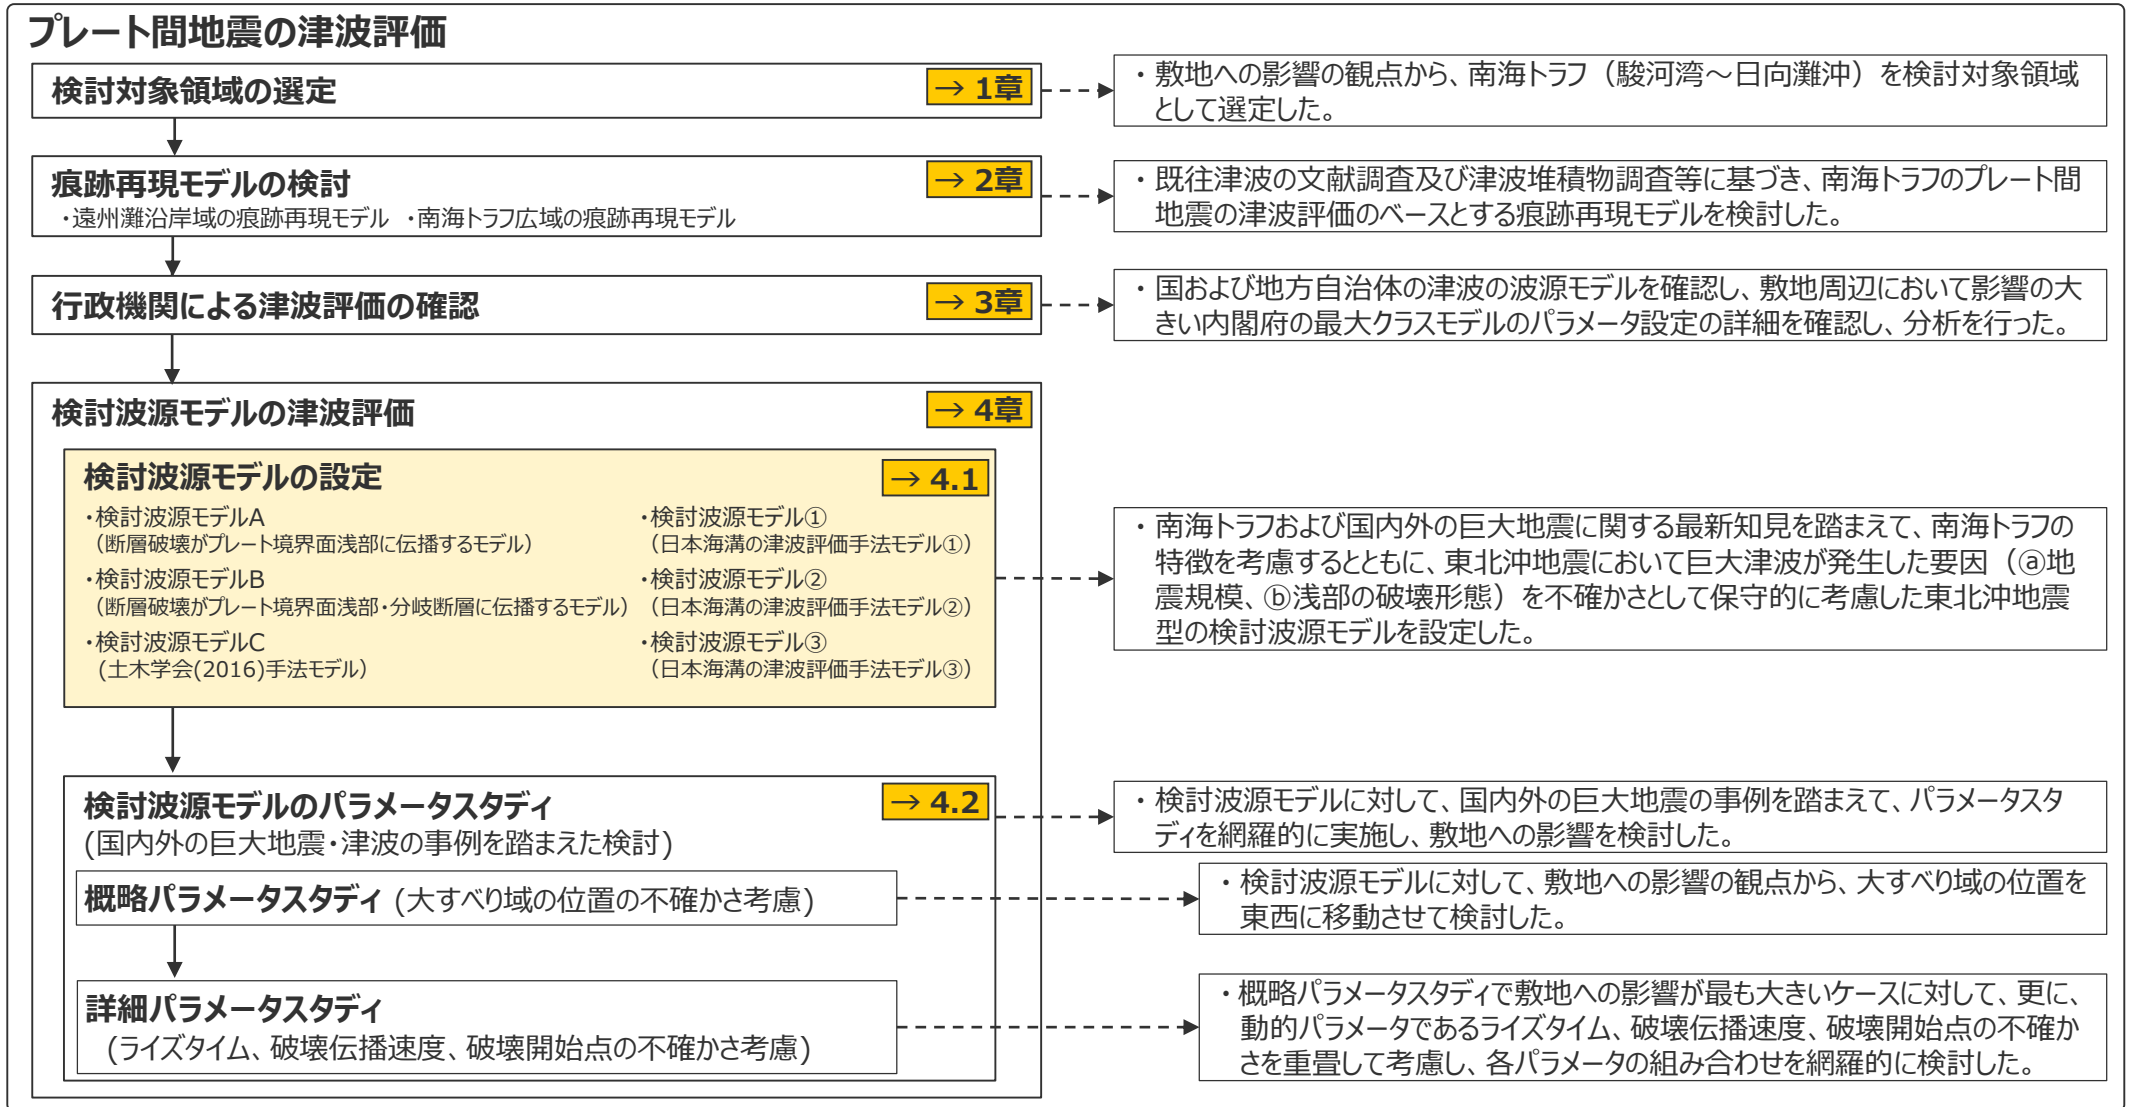 プレート間地震の津波評価
検討対象領域の選定
→ 1章
・敷地への影響の観点から、南海トラフ（駿河湾～日向灘沖）を検討対象領域
として選定した。
痕跡再現モデルの検討
→ 2章
・遠州灘沿岸域の痕跡再現モデル ・南海トラフ広域の痕跡再現モデル
・既往津波の文献調査及び津波堆積物調査等に基づき、南海トラフのプレート間
地震の津波評価のベースとする痕跡再現モデルを検討した。
行政機関による津波評価の確認
→ 3章
・国および地方自治体の津波の波源モデルを確認し、敷地周辺において影響の大
きい内閣府の最大クラスモデルのパラメータ設定の詳細を確認し、分析を行った。
検討波源モデルの津波評価
→ 4章
検討波源モデルの設定
→ 4.1
・検討波源モデルA
（断層破壊がプレート境界面浅部に伝播するモデル）
・検討波源モデルB
（断層破壊がプレート境界面浅部・分岐断層に伝播するモデル）
・検討波源モデルC
(土木学会(2016)手法モデル）
・検討波源モデル①
（日本海溝の津波評価手法モデル①）
・検討波源モデル②
（日本海溝の津波評価手法モデル②）
・検討波源モデル③
（日本海溝の津波評価手法モデル③）
・南海トラフおよび国内外の巨大地震に関する最新知見を踏まえて、南海トラフの
特徴を考慮するとともに、東北沖地震において巨大津波が発生した要因（ⓐ地
震規模、ⓑ浅部の破壊形態）を不確かさとして保守的に考慮した東北沖地震
型の検討波源モデルを設定した。
検討波源モデルのパラメータスタディ
→ 4.2
(国内外の巨大地震・津波の事例を踏まえた検討)
・検討波源モデルに対して、国内外の巨大地震の事例を踏まえて、パラメータスタ
ディを網羅的に実施し、敷地への影響を検討した。
概略パラメータスタディ (大すべり域の位置の不確かさ考慮)
・検討波源モデルに対して、敷地への影響の観点から、大すべり域の位置を
東西に移動させて検討した。
詳細パラメータスタディ
(ライズタイム、破壊伝播速度、破壊開始点の不確かさ考慮)
・概略パラメータスタディで敷地への影響が最も大きいケースに対して、更に、
動的パラメータであるライズタイム、破壊伝播速度、破壊開始点の不確か
さを重畳して考慮し、各パラメータの組み合わせを網羅的に検討した。